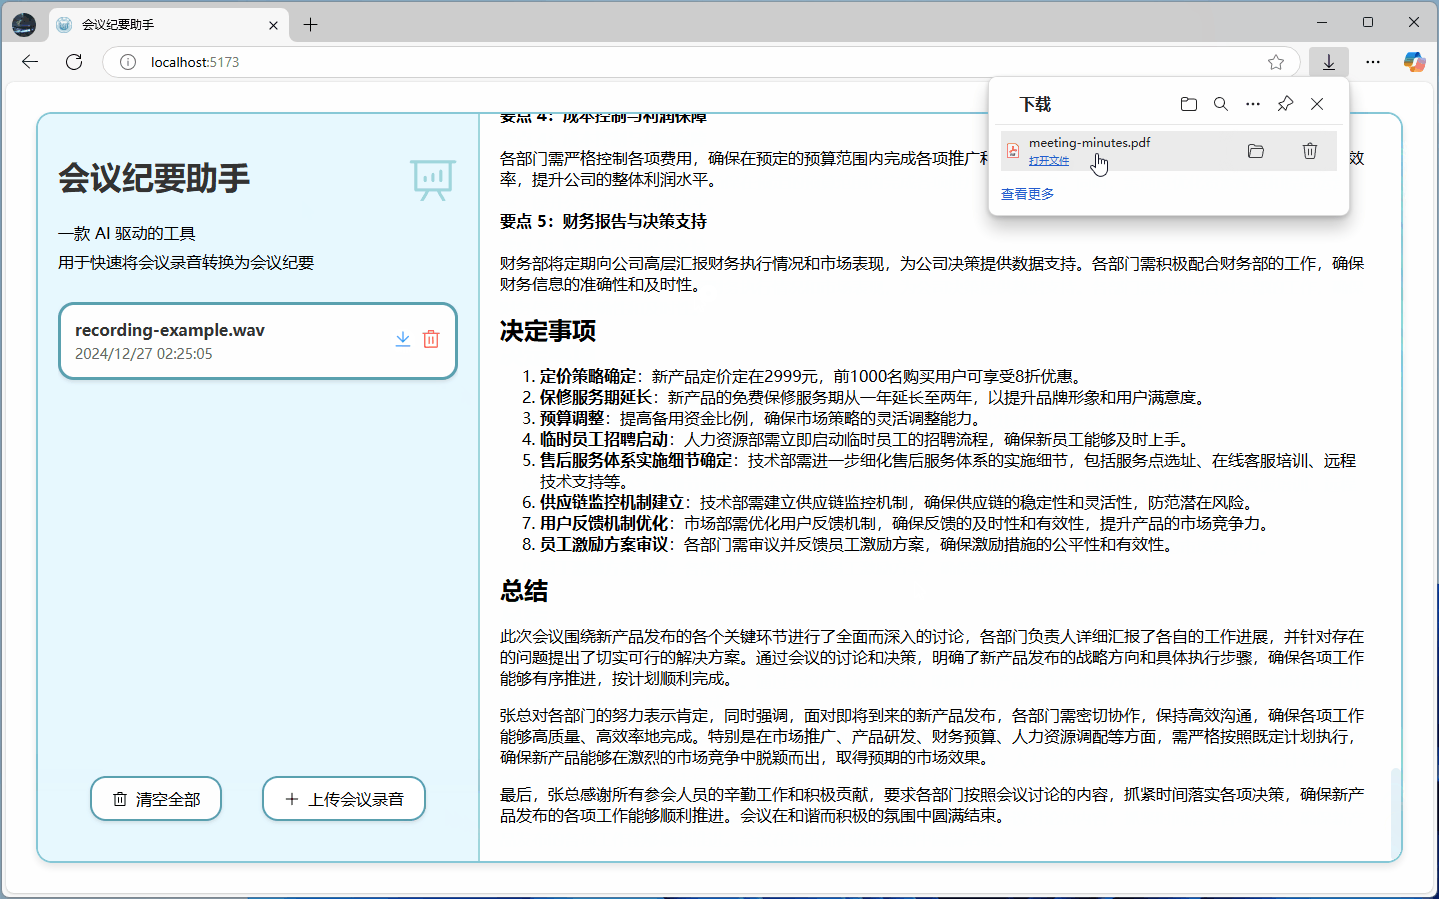 会议纪要助手
localhost:5173
下载
meeting-minutes.pdf
打开文件
查看更多
会议纪要助手
一款 AI 驱动的工具
用于快速将会议录音转换为会议纪要
recording-example.wav
2024/12/27 02:25:05
清空全部
上传会议录音
要点 4：成本控制与利润保障
各部门需严格控制各项费用，确保在预定的预算范围内完成各项推广和
效
率，提升公司的整体利润水平。
要点 5：财务报告与决策支持
财务部将定期向公司高层汇报财务执行情况和市场表现，为公司决策提供数据支持。各部门需积极配合财务部的工作，确保
财务信息的准确性和及时性。
决定事项
1. 定价策略确定：新产品定价定在2999元，前1000名购买用户可享受8折优惠。
2. 保修服务期延长：新产品的免费保修服务期从一年延长至两年，以提升品牌形象和用户满意度。
3. 预算调整：提高备用资金比例，确保市场策略的灵活调整能力。
4. 临时员工招聘启动：人力资源部需立即启动临时员工的招聘流程，确保新员工能够及时上手。
5. 售后服务体系实施细节确定：技术部需进一步细化售后服务体系的实施细节，包括服务点选址、在线客服培训、远程
技术支持等。
6. 供应链监控机制建立：技术部需建立供应链监控机制，确保供应链的稳定性和灵活性，防范潜在风险。
7. 用户反馈机制优化：市场部需优化用户反馈机制，确保反馈的及时性和有效性，提升产品的市场竞争力。
8. 员工激励方案审议：各部门需审议并反馈员工激励方案，确保激励措施的公平性和有效性。
总结
此次会议围绕新产品发布的各个关键环节进行了全面而深入的讨论，各部门负责人详细汇报了各自的工作进展，并针对存在
的问题提出了切实可行的解决方案。通过会议的讨论和决策，明确了新产品发布的战略方向和具体执行步骤，确保各项工作
能够有序推进，按计划顺利完成。
张总对各部门的努力表示肯定，同时强调，面对即将到来的新产品发布，各部门需密切协作，保持高效沟通，确保各项工作
能够高质量、高效率地完成。特别是在市场推广、产品研发、财务预算、人力资源调配等方面，需严格按照既定计划执行，
确保新产品能够在激烈的市场竞争中脱颖而出，取得预期的市场效果。
最后，张总感谢所有参会人员的辛勤工作和积极贡献，要求各部门按照会议讨论的内容，抓紧时间落实各项决策，确保新产
品发布的各项工作能够顺利推进。会议在和谐而积极的氛围中圆满结束。